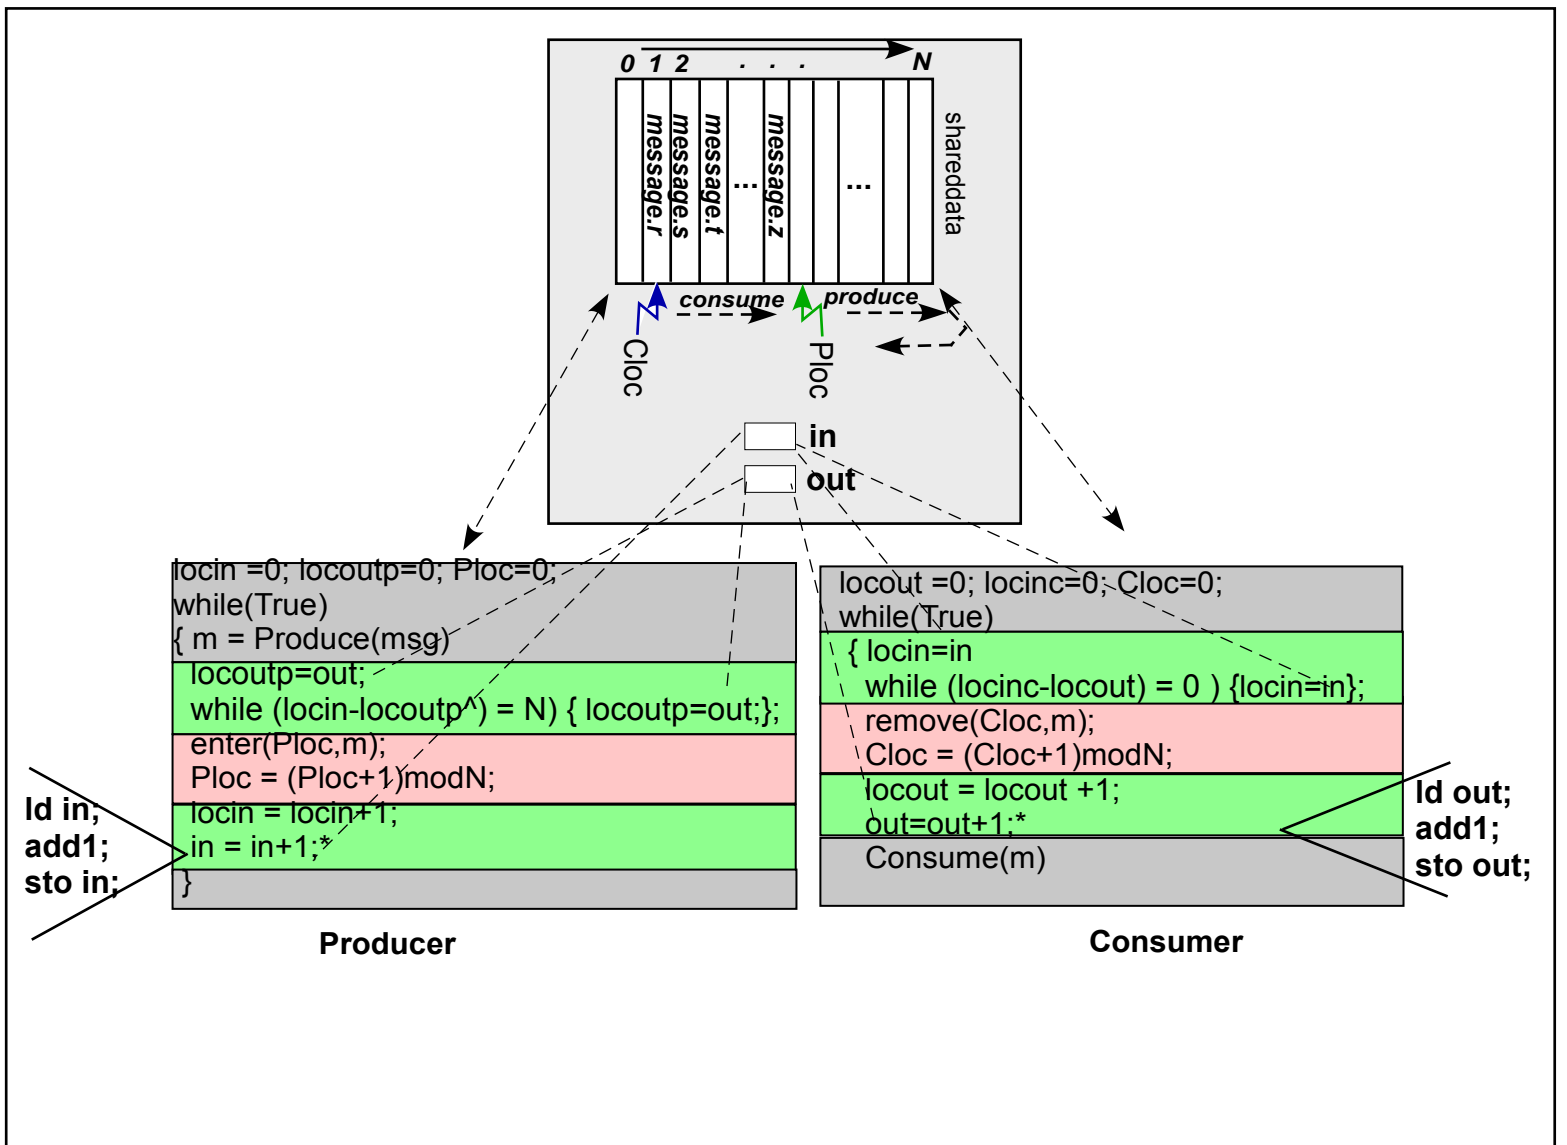 0 1 2 . . . N
message.r
message.s
message.t
...
message.z
...
shareddata
consume
produce
Cloc
Ploc
in
out
locin =0; locoutp=0; Ploc=0;
while(True)
{ m = Produce(msg)
locoutp=out;
while (locin-locoutp^) = N) { locoutp=out;};
enter(Ploc,m);
Ploc = (Ploc+1)modN;
locin = locin+1;
in = in+1;*
}
ld in;
add1;
sto in;
Producer
locout =0; locinc=0; Cloc=0;
while(True)
{ locin=in
while (locinc-locout) = 0 ) {locin=in};
remove(Cloc,m);
Cloc = (Cloc+1)modN;
locout = locout +1;
out=out+1;*
Consume(m)
ld out;
add1;
sto out;
Consumer